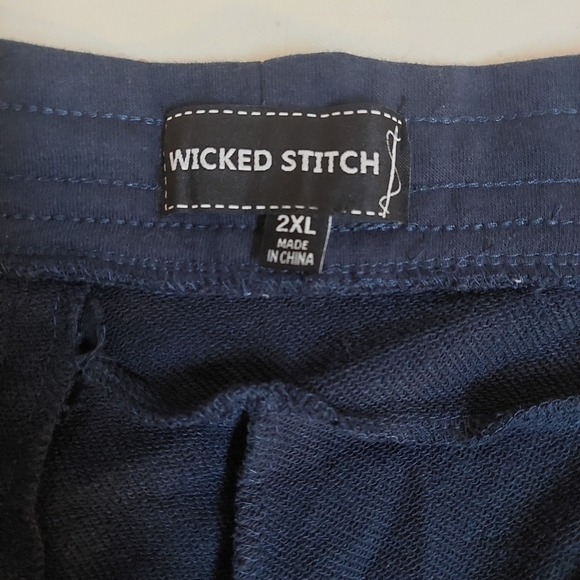 WICKED STITCH
2XL
MADE
IN CHINA